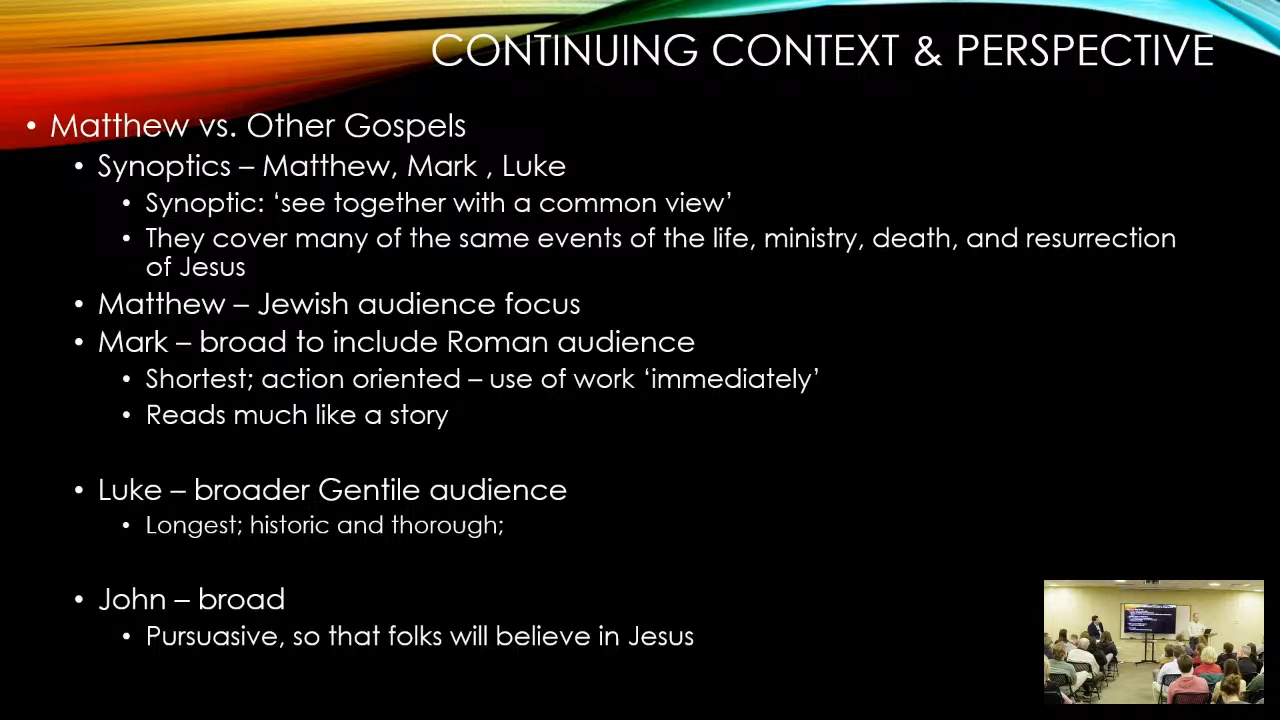 CONTINUING CONTEXT & PERSPECTIVE
• Matthew vs. Other Gospels
• Synoptics – Matthew, Mark , Luke
• Synoptic: ‘see together with a common view’
• They cover many of the same events of the life, ministry, death, and resurrection
of Jesus
• Matthew – Jewish audience focus
• Mark – broad to include Roman audience
• Shortest; action oriented – use of work ‘immediately’
• Reads much like a story
• Luke – broader Gentile audience
• Longest; historic and thorough;
• John – broad
• Pursuasive, so that folks will believe in Jesus